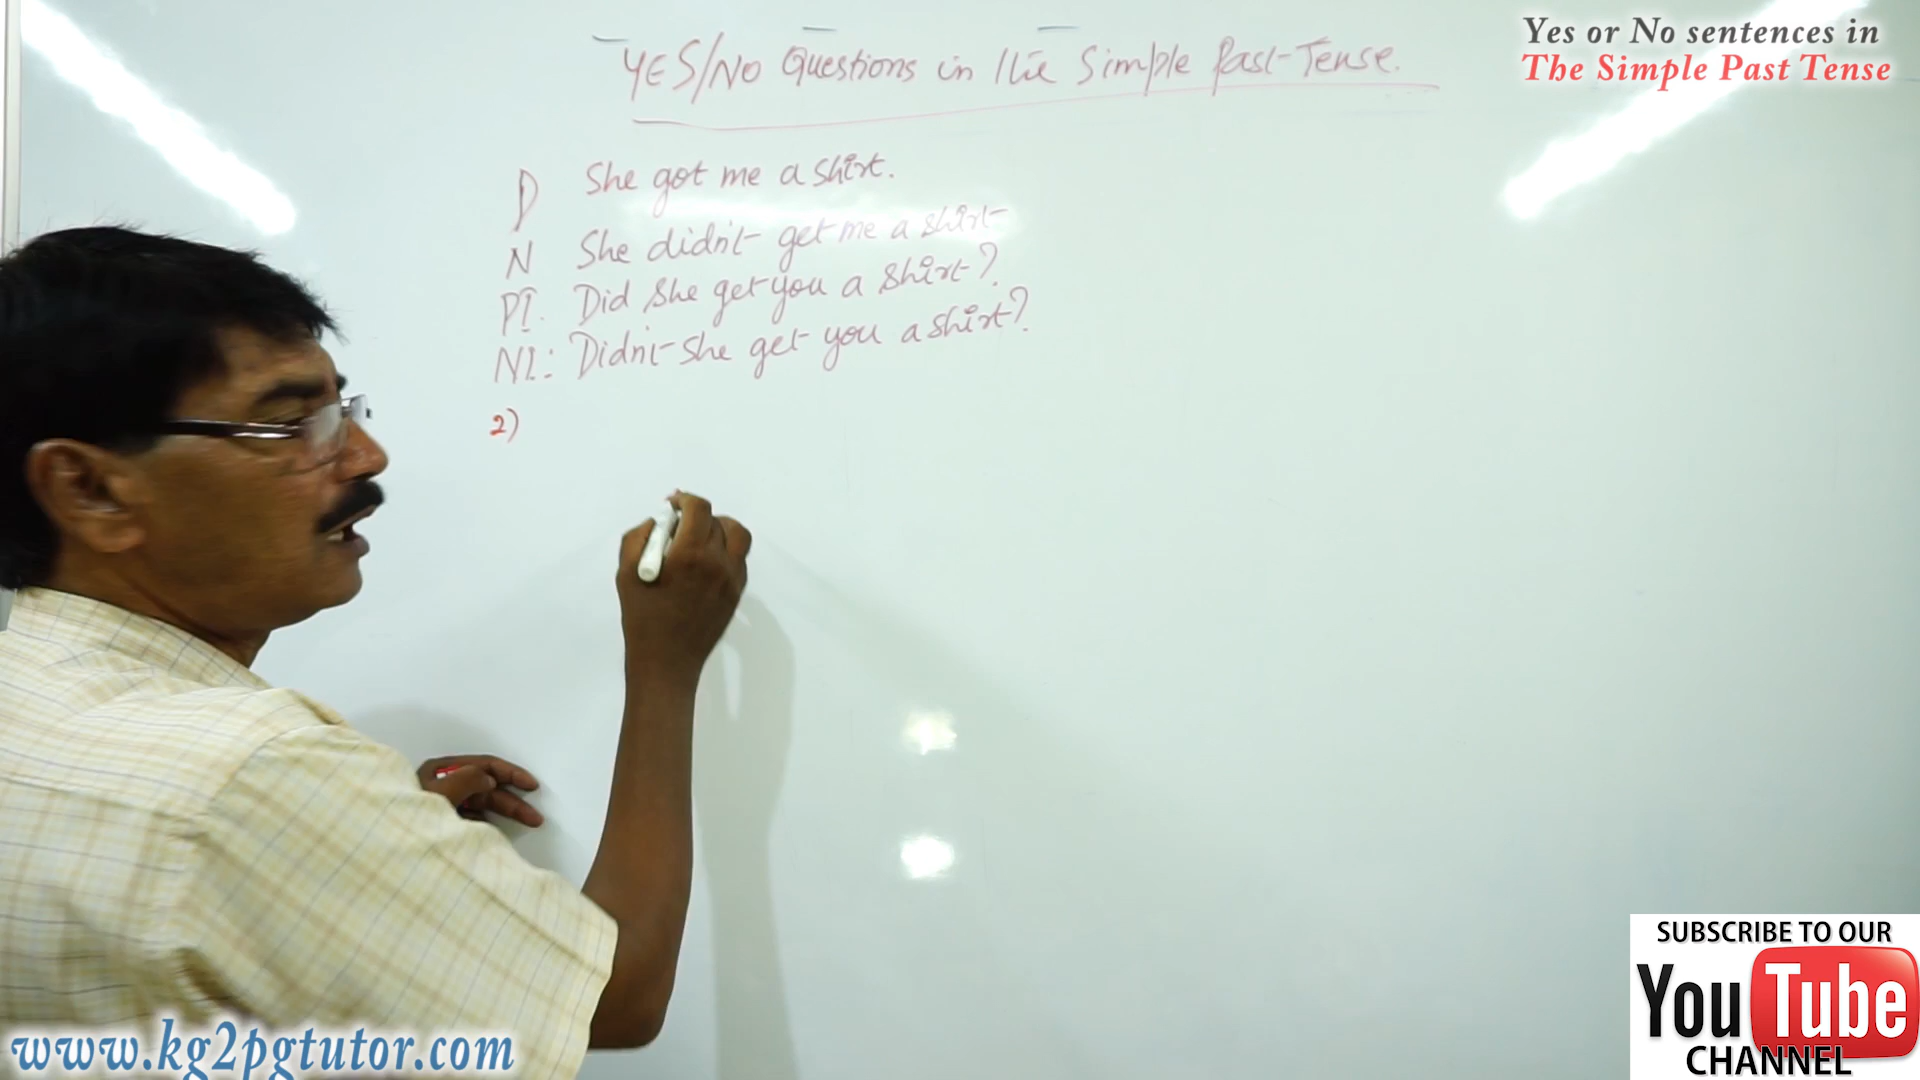 YES/NO Questions in the Simple Past-Tense.
Yes or No sentences in
The Simple Past Tense
D She got me a shirt.
N She didn't get me a shirt
PI. Did she get you a shirt?
NI: Didn't she get you a shirt?
2)
www.kg2pgtutor.com
SUBSCRIBE TO OUR
YouTube
CHANNEL